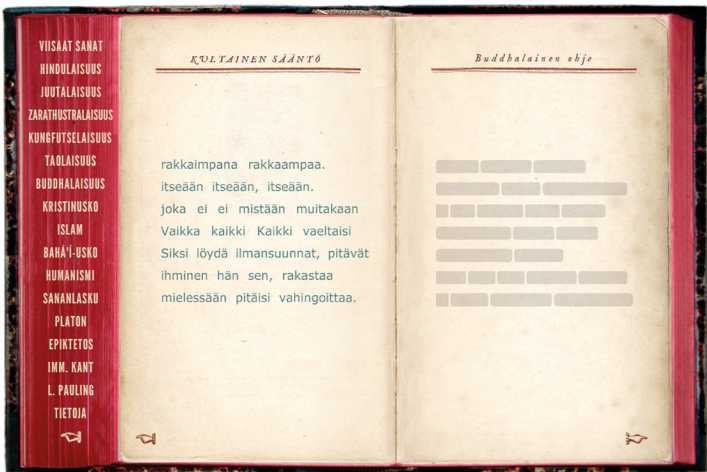 VIISAAT SANAT
HINDULAISUUS
JUUTALAISUUS
ZARATHUSTRALAISUUS
KUNGFUTSELAISUUS
TAOLAISUUS
BUDDHALAISUUS
KRISTINUSKO
ISLAM
BAHÁ'Í-USKO
HUMANISMI
SANANLASKU
PLATON
EPIKTETOS
IMM. KANT
L. PAULING
TIETOJA
KULTAINEN SÄÄNTÖ
rakkaimpana rakkaampaa.
itseään itseään, itseään.
joka ei ei mistään muitakaan
Vaikka kaikki Kaikki vaeltaisi
Siksi löydä ilmansuunnat, pitävät
ihminen hän sen, rakastaa
mielessään pitäisi vahingoittaa.
Buddhalainen ohje